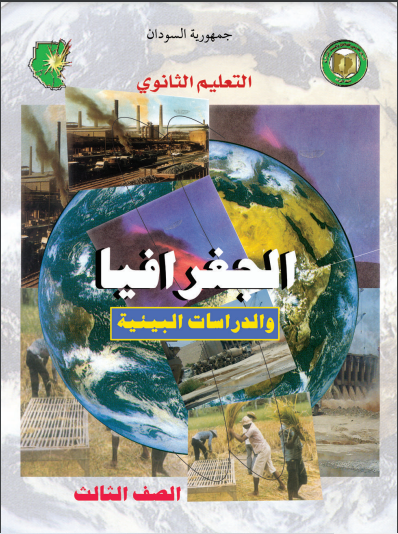 جمهورية السودان
التعليم الثانوي
الجغرافيا
والدراسات البيئية
الصف الثالث